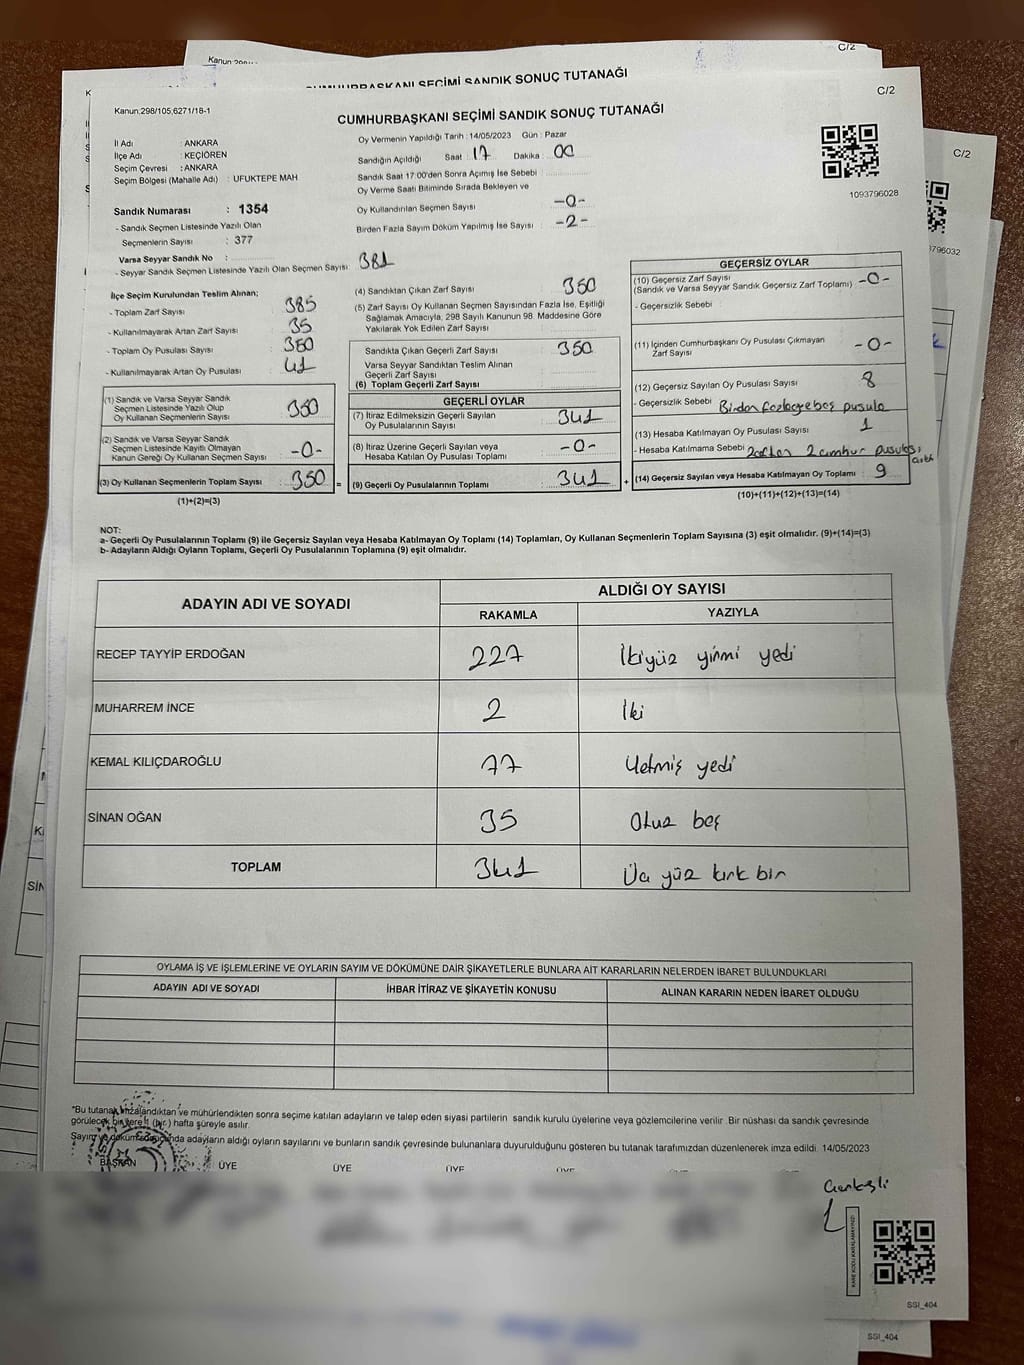 Kanun:298/105;6271/18-1
C/2
CUMHURBAŞKANI SEÇİMİ SANDIK SONUÇ TUTANAĞI
İl Adı : ANKARA
İlçe Adı : KEÇİÖREN
Seçim Çevresi : ANKARA
Seçim Bölgesi (Mahalle Adı) : UFUKTEPE MAH
Sandık Numarası : 1354
- Sandık Seçmen Listesinde Yazılı Olan
Seçmenlerin Sayısı : 377
Varsa Seyyar Sandık No :
- Seyyar Sandık Seçmen Listesinde Yazılı Olan Seçmen Sayısı: 381
Oy Vermenin Yapıldığı Tarih : 14/05/2023 Gün : Pazar
Sandığın Açıldığı Saat : 17 Dakika : 00
Sandık Saat 17:00'den Sonra Açımış İse Sebebi :
Oy Verme Saati Bitiminde Sırada Bekleyen ve
Oy Kullandırılan Seçmen Sayısı : -0-
Birden Fazla Sayım Döküm Yapılmış İse Sayısı : -2-
1093796028
İlçe Seçim Kurulundan Teslim Alınan;
- Toplam Zarf Sayısı : 385
- Kullanılmayarak Artan Zarf Sayısı : 35
- Toplam Oy Pusulası Sayısı : 380
- Kullanılmayarak Artan Oy Pusulası : 41
(1) Sandık ve Varsa Seyyar Sandık
Seçmen Listesinde Yazılı Olup
Oy Kullanan Seçmenlerin Sayısı : 350
(2) Sandık ve Varsa Seyyar Sandık
Seçmen Listesinde Kayıtlı Olmayan
Kanun Gereği Oy Kullanan Seçmen Sayısı : -0-
(3) Oy Kullanan Seçmenlerin Toplam Sayısı : 350 =
(1)+(2)=(3)
(4) Sandıktan Çıkan Zarf Sayısı : 350
(5) Zarf Sayısı Oy Kullanan Seçmen Sayısından Fazla İse, Eşitliği
Sağlamak Amacıyla, 298 Sayılı Kanunun 98. Maddesine Göre
Yakılarak Yok Edilen Zarf Sayısı :
Sandıkta Çıkan Geçerli Zarf Sayısı : 350
Varsa Seyyar Sandıktan Teslim Alınan
Geçerli Zarf Sayısı :
(6) Toplam Geçerli Zarf Sayısı :
GEÇERLİ OYLAR
(7) İtiraz Edilmeksizin Geçerli Sayılan
Oy Pusulalarının Sayısı : 341
(8) İtiraz Üzerine Geçerli Sayılan veya
Hesaba Katılan Oy Pusulası Toplamı : -0-
(9) Geçerli Oy Pusulalarının Toplamı : 341 +
GEÇERSİZ OYLAR
(10) Geçersiz Zarf Sayısı
(Sandık ve Varsa Seyyar Sandık Geçersiz Zarf Toplamı) : -0-
- Geçersizlik Sebebi
(11) İçinden Cumhurbaşkanı Oy Pusulası Çıkmayan
Zarf Sayısı : -0-
(12) Geçersiz Sayılan Oy Pusulası Sayısı : 8
- Geçersizlik Sebebi Birden pusula
(13) Hesaba Katılmayan Oy Pusulası Sayısı : 1
- Hesaba Katılmama Sebebi : zarftan 2 cumhur pusulası
(14) Geçersiz Sayılan veya Hesaba Katılmayan Oy Toplamı : 9
(10)+(11)+(12)+(13)=(14)
NOT:
a- Geçerli Oy Pusulalarının Toplamı (9) ile Geçersiz Sayılan veya Hesaba Katılmayan Oy Toplamı (14) Toplamları, Oy Kullanan Seçmenlerin Toplam Sayısına (3) eşit olmalıdır. (9)+(14)=(3)
b- Adayların Aldığı Oyların Toplamı, Geçerli Oy Pusulalarının Toplamına (9) eşit olmalıdır.
ADAYIN ADI VE SOYADI
ALDIĞI OY SAYISI
RAKAMLA YAZIYLA
RECEP TAYYİP ERDOĞAN 227 İkiyüz yirmi yedi
MUHARREM İNCE 2 İki
KEMAL KILIÇDAROĞLU 77 Yetmiş yedi
SİNAN OĞAN 35 Otuz beş
TOPLAM 341 Üç yüz kırk bir
OYLAMA İŞ VE İŞLEMLERİNE VE OYLARIN SAYIM VE DÖKÜMÜNE DAİR ŞİKAYETLERLE BUNLARA AİT KARARLARIN NELERDEN İBARET BULUNDUKLARI
ADAYIN ADI VE SOYADI İHBAR İTİRAZ VE ŞİKAYETİN KONUSU ALINAN KARARIN NEDEN İBARET OLDUĞU
*Bu tutanak imzalandıktan ve mühürlendikten sonra seçime katılan adayların ve talep eden siyasi partilerin sandık kurulu üyelerine veya gözlemcilerine verilir. Bir nüshası da sandık çevresinde
görülecek bir yere 1 (bir) hafta süreyle asılır.
Sayım ve dökümde adayların aldığı oyların sayılarını ve bunların sandık çevresinde bulunanlara duyurulduğunu gösteren bu tutanak tarafımızdan düzenlenerek imza edildi. 14/05/2023
BAŞKAN ÜYE ÜYE ÜYE ÜYE
KARE KODU KARALAMAYINIZ!
SSI_404
SSI_404